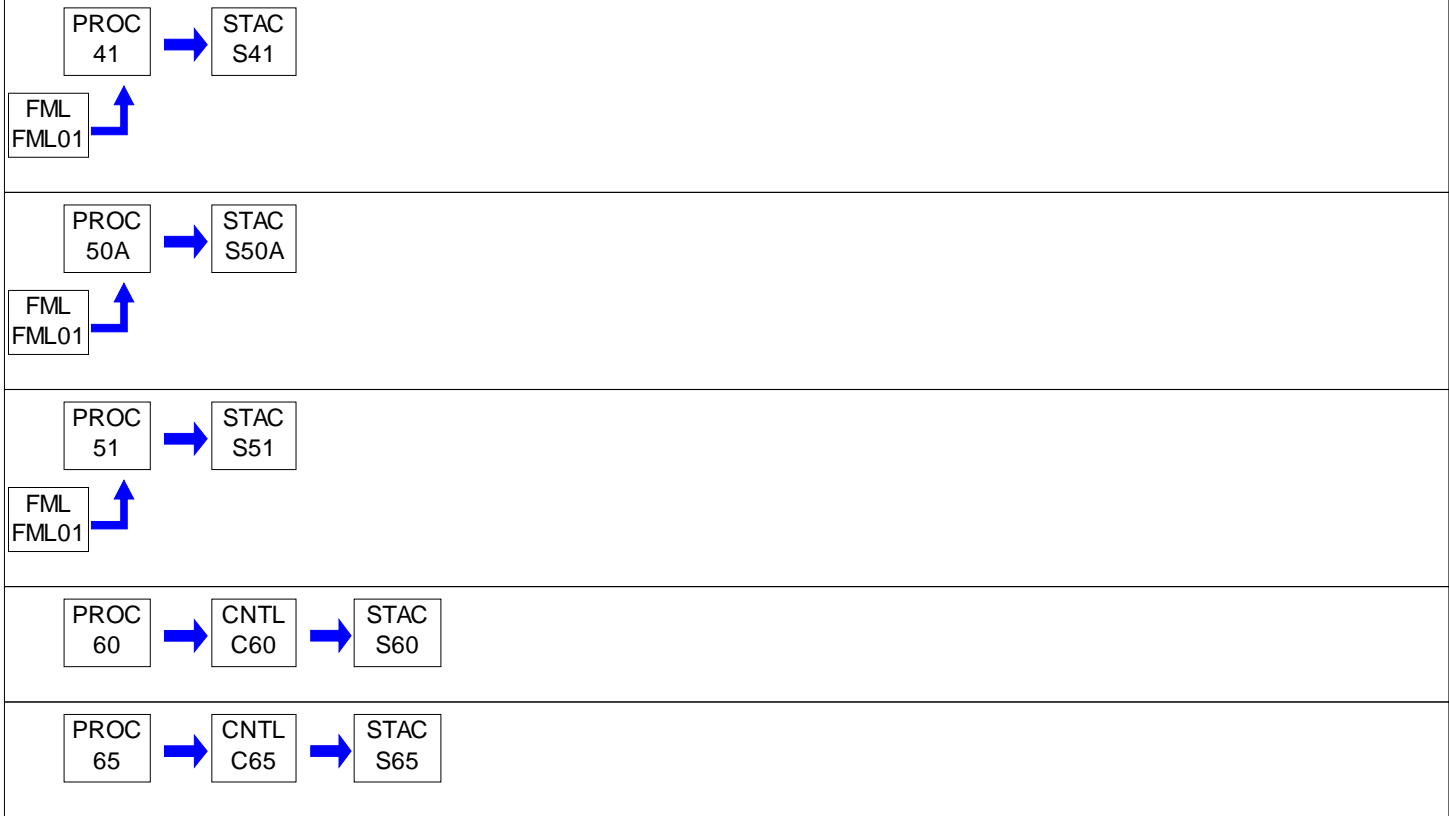 PROC
41
STAC
S41
FML
FML01
PROC
50A
STAC
S50A
FML
FML01
PROC
51
STAC
S51
FML
FML01
PROC
60
CNTL
C60
STAC
S60
PROC
65
CNTL
C65
STAC
S65